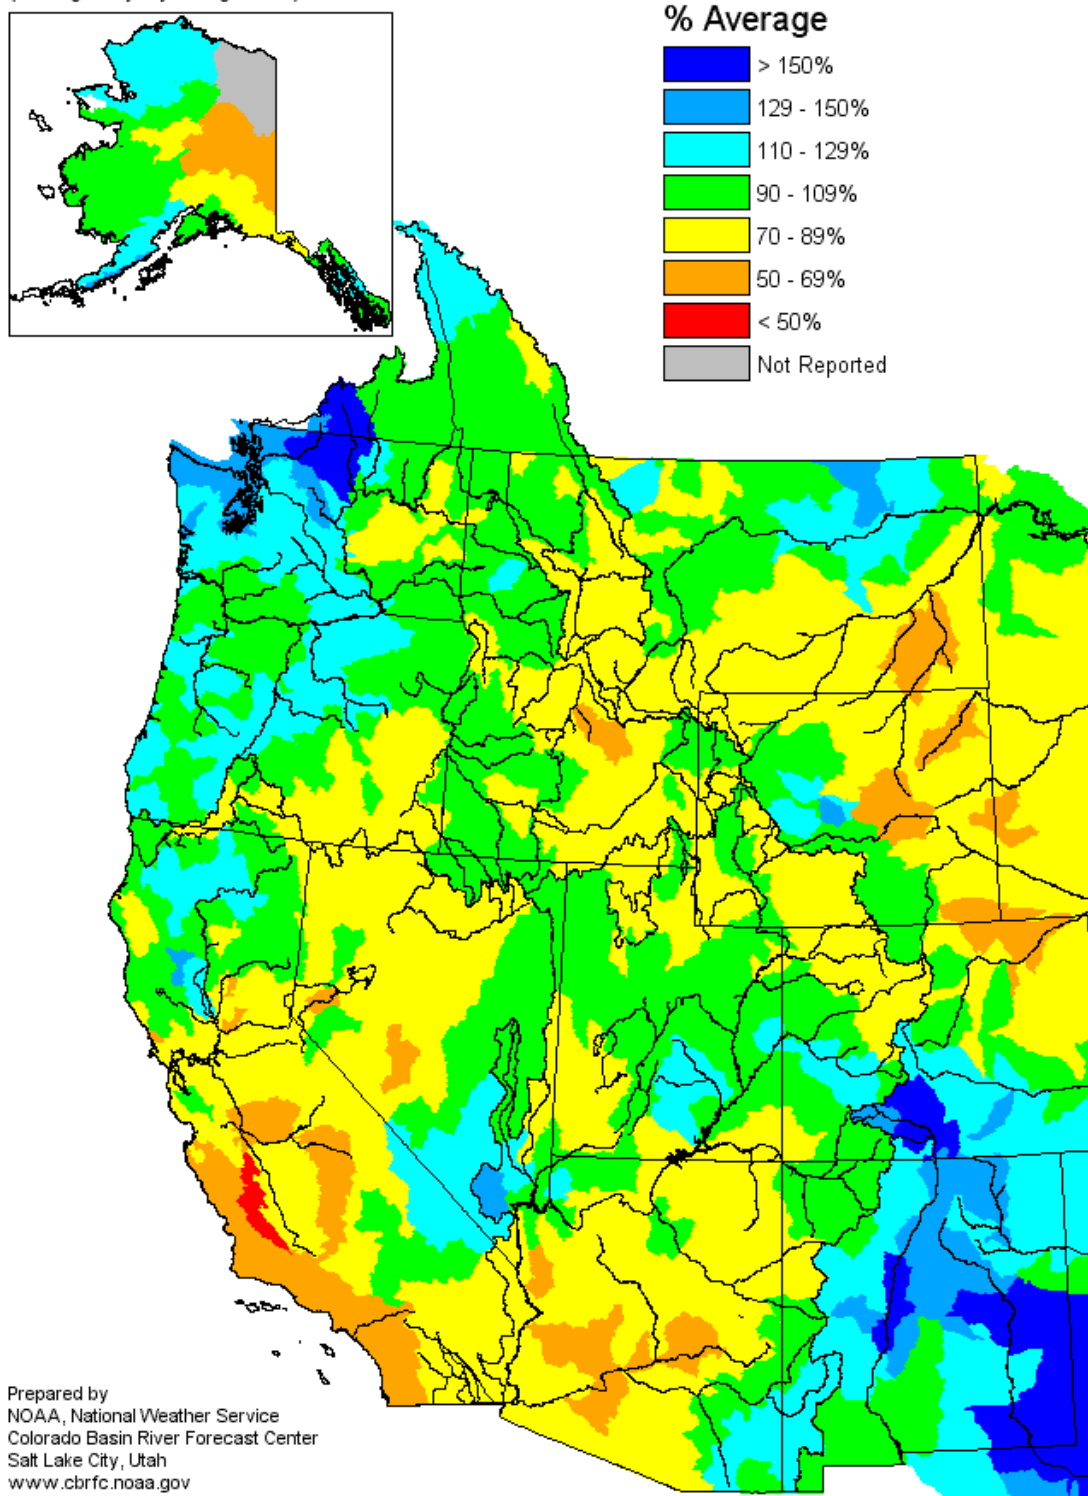 % Average
> 150%
129 - 150%
110 - 129%
90 - 109%
70 - 89%
50 - 69%
< 50%
Not Reported
Prepared by
NOAA, National Weather Service
Colorado Basin River Forecast Center
Salt Lake City, Utah
www.cbrfc.noaa.gov